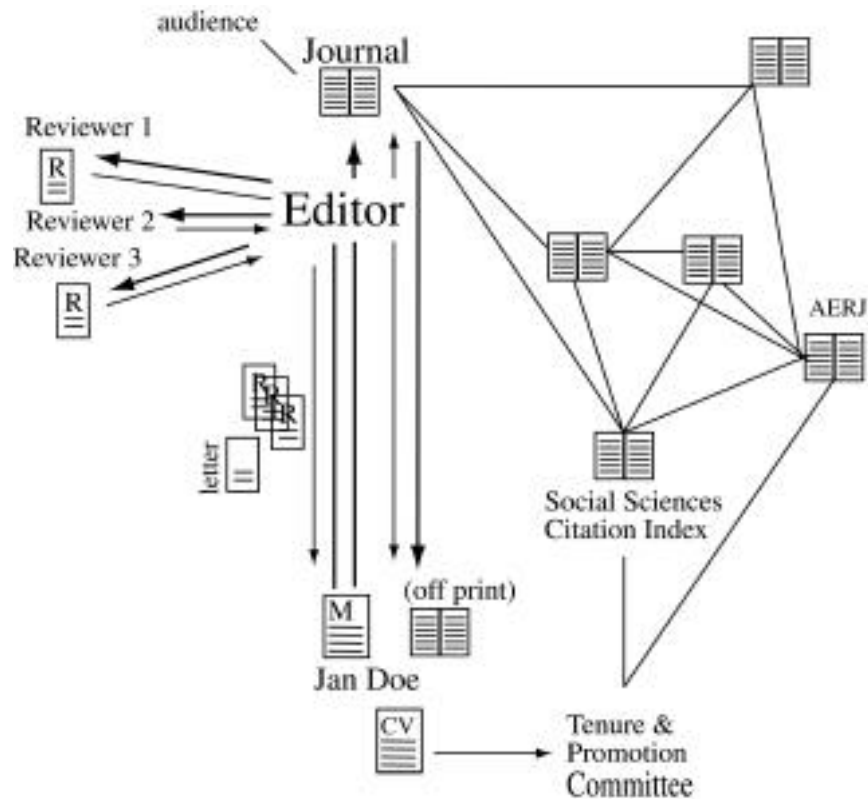 audience
Journal
Reviewer 1
R
Editor
Reviewer 2
Reviewer 3
R
AERJ
R
R
R
letter
Social Sciences
Citation Index
(off print)
M
Jan Doe
CV
Tenure &
Promotion
Committee